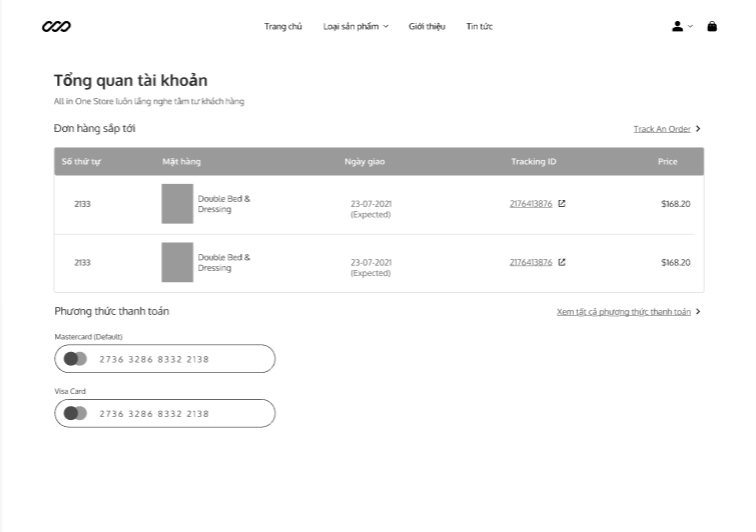 Trang chủ Loại sản phẩm Giới thiệu Tin tức
Tổng quan tài khoản
All in One Store luôn lắng nghe tâm tư khách hàng
Đơn hàng sắp tới Track An Order
Số thứ tự Mặt hàng Ngày giao Tracking ID Price
2133 Double Bed & Dressing 23-07-2021 (Expected) 2176413876 $168.20
2133 Double Bed & Dressing 23-07-2021 (Expected) 2176413876 $168.20
Phương thức thanh toán Xem tất cả phượng thức thanh toán
Mastercard (Default)
2736 3286 8332 2138
Visa Card
2736 3286 8332 2138